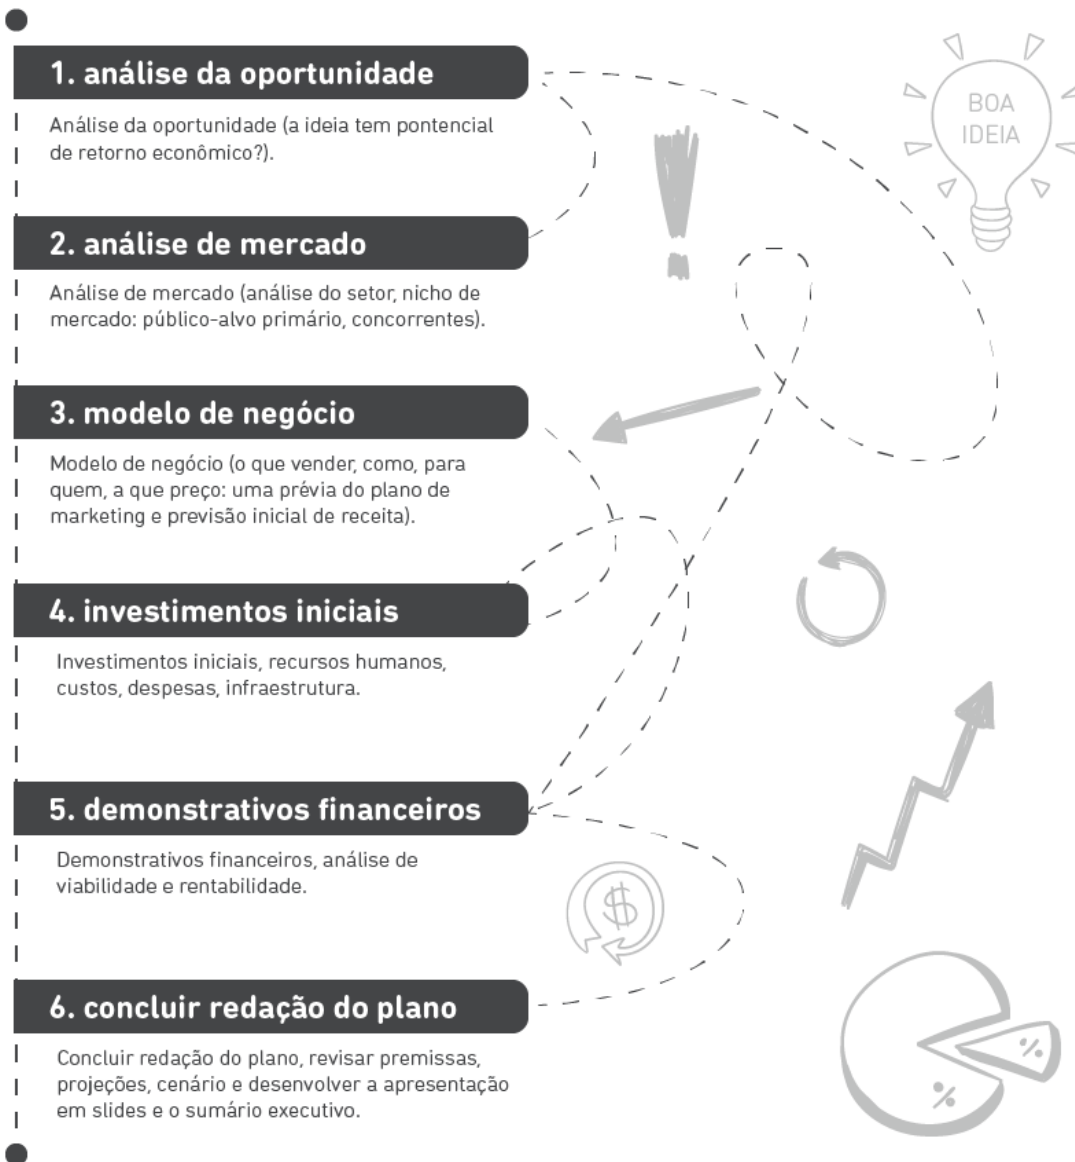 1. análise da oportunidade
Análise da oportunidade (a ideia tem pontencial
de retorno econômico?).
2. análise de mercado
Análise de mercado (análise do setor, nicho de
mercado: público-alvo primário, concorrentes).
3. modelo de negócio
Modelo de negócio (o que vender, como, para
quem, a que preço: uma prévia do plano de
marketing e previsão inicial de receita).
4. investimentos iniciais
Investimentos iniciais, recursos humanos,
custos, despesas, infraestrutura.
5. demonstrativos financeiros
Demonstrativos financeiros, análise de
viabilidade e rentabilidade.
6. concluir redação do plano
Concluir redação do plano, revisar premissas,
projeções, cenário e desenvolver a apresentação
em slides e o sumário executivo.
BOA
IDEIA
!
$
%
%